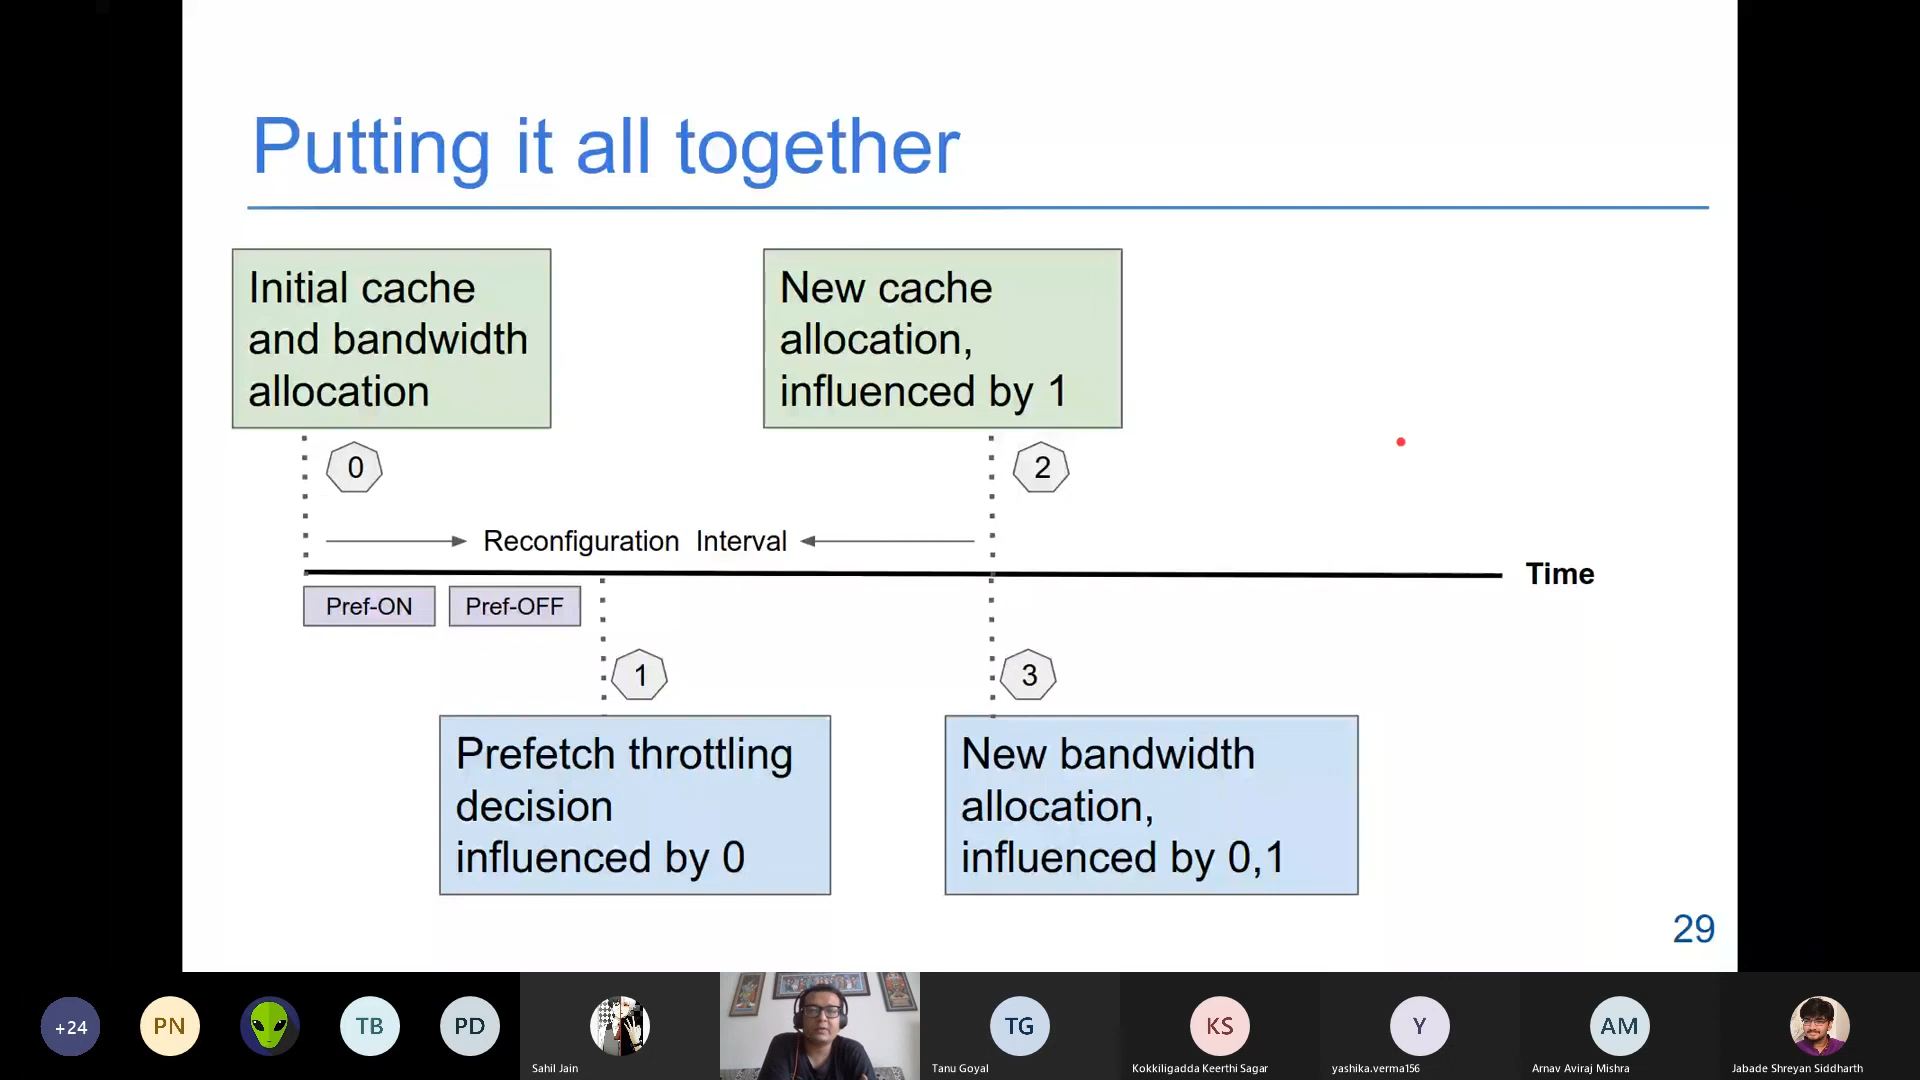 Putting it all together
Initial cache
and bandwidth
allocation
New cache
allocation,
influenced by 1
0
2
Reconfiguration Interval
Time
Pref-ON
Pref-OFF
1
3
Prefetch throttling
decision
influenced by 0
New bandwidth
allocation,
influenced by 0,1
29
+24
PN
TB
PD
Sahil Jain
TG
Tanu Goyal
KS
Kokkiligadda Keerthi Sagar
Y
yashika.verma156
AM
Arnav Aviraj Mishra
Jabade Shreyan Siddharth